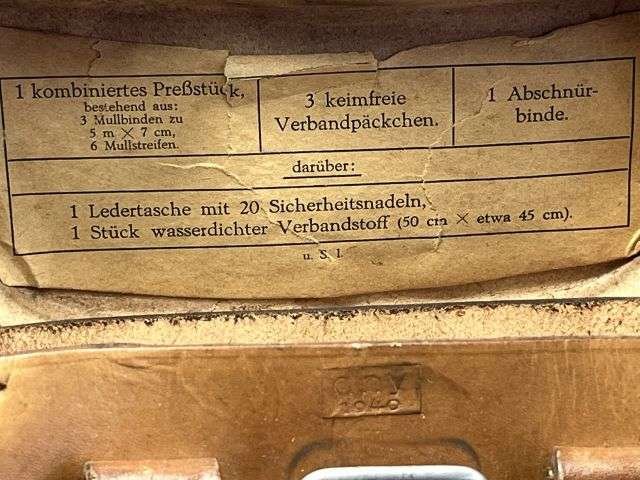 1 kombiniertes Preßstück,
bestehend aus:
3 Mullbinden zu
5 m × 7 cm,
6 Mullstreifen.
3 keimfreie
Verbandpäckchen.
1 Abschnür-
binde.
darüber:
1 Ledertasche mit 20 Sicherheitsnadeln,
1 Stück wasserdichter Verbandstoff (50 cm × etwa 45 cm).
u. S. I.